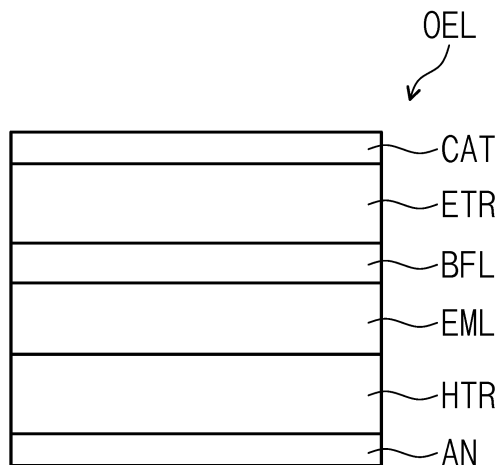 OEL
CAT
ETR
BFL
EML
HTR
AN